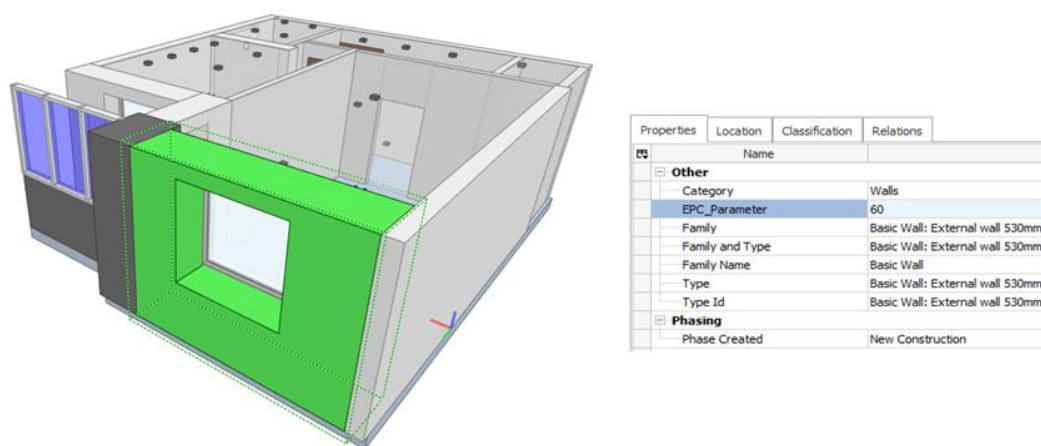 Properties Location Classification Relations
Name
Other
Category Walls
EPC_Parameter 60
Family Basic Wall: External wall 530mm
Family and Type Basic Wall: External wall 530mm
Family Name Basic Wall
Type Basic Wall: External wall 530mm
Type Id Basic Wall: External wall 530mm
Phasing
Phase Created New Construction